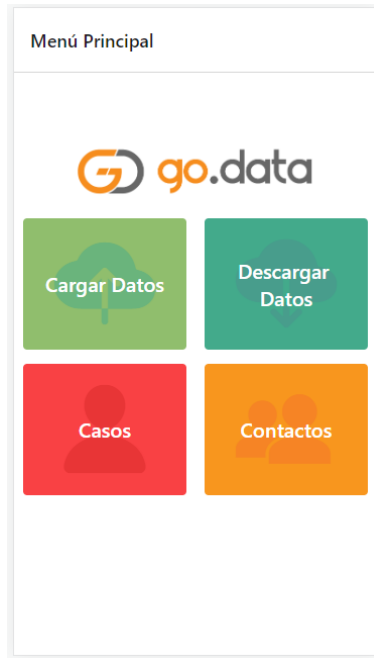 Menú Principal
go.data
Cargar Datos
Descargar
Datos
Casos
Contactos